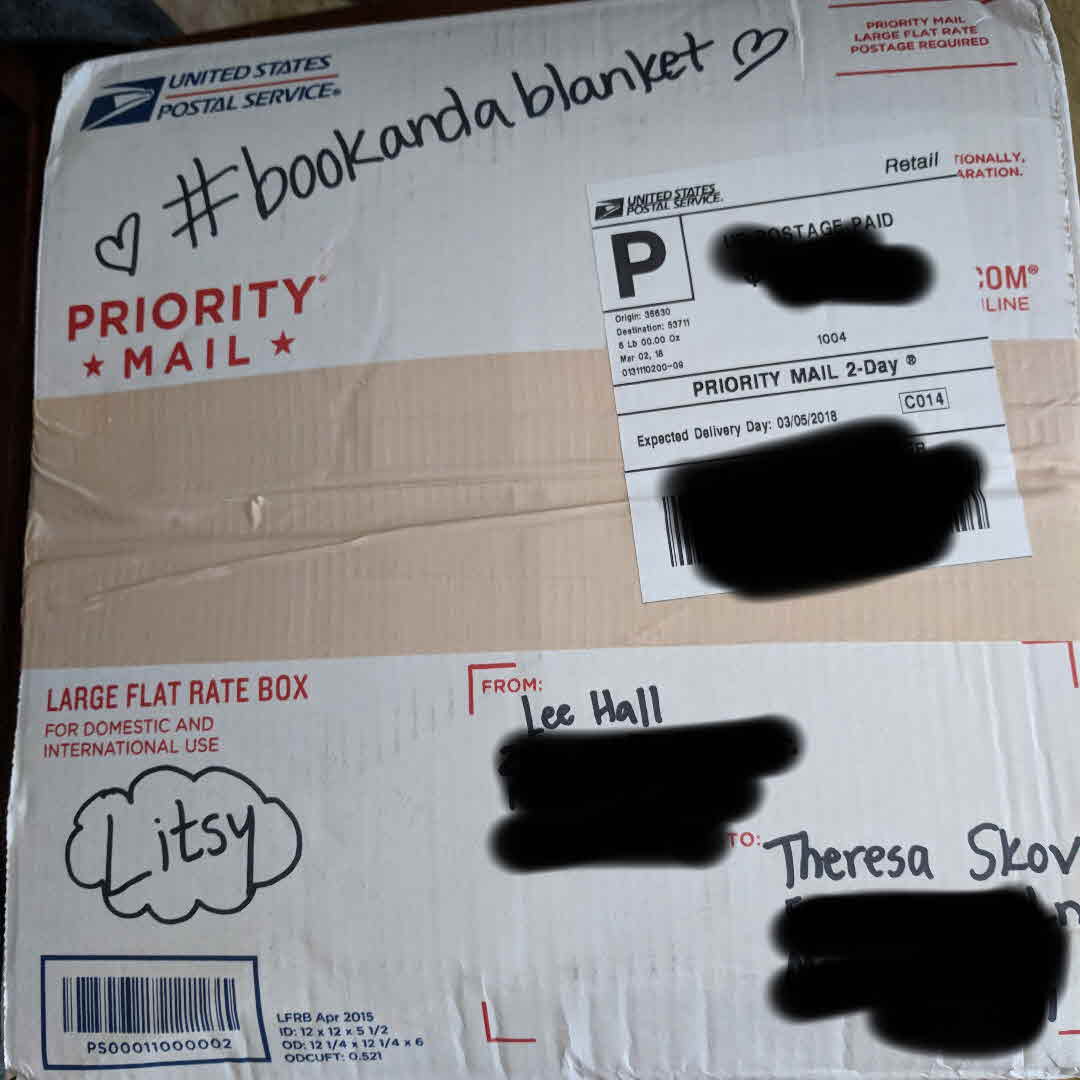 UNITED STATES
POSTAL SERVICE®
PRIORITY MAIL
LARGE FLAT RATE
POSTAGE REQUIRED
#bookandablanket
PRIORITY®
MAIL
TIONALLY,
ARATION.
COM®
LINE
UNITED STATES
POSTAL SERVICE.
Retail
P
POSTAGE PAID
Origin: 36630
Destination: 53711
6 Lb 00.00 Oz
Mar 02, 18
0131110200-09
1004
PRIORITY MAIL 2-Day ®
Expected Delivery Day: 03/05/2018
C014
LARGE FLAT RATE BOX
FOR DOMESTIC AND
INTERNATIONAL USE
Litsy
FROM:
Lee Hall
TO:
Theresa Skov
PS00011000002
LFRB Apr 2015
ID: 12 x 12 x 5 1/2
OD: 12 1/4 x 12 1/4 x 6
ODCUFT: 0.521